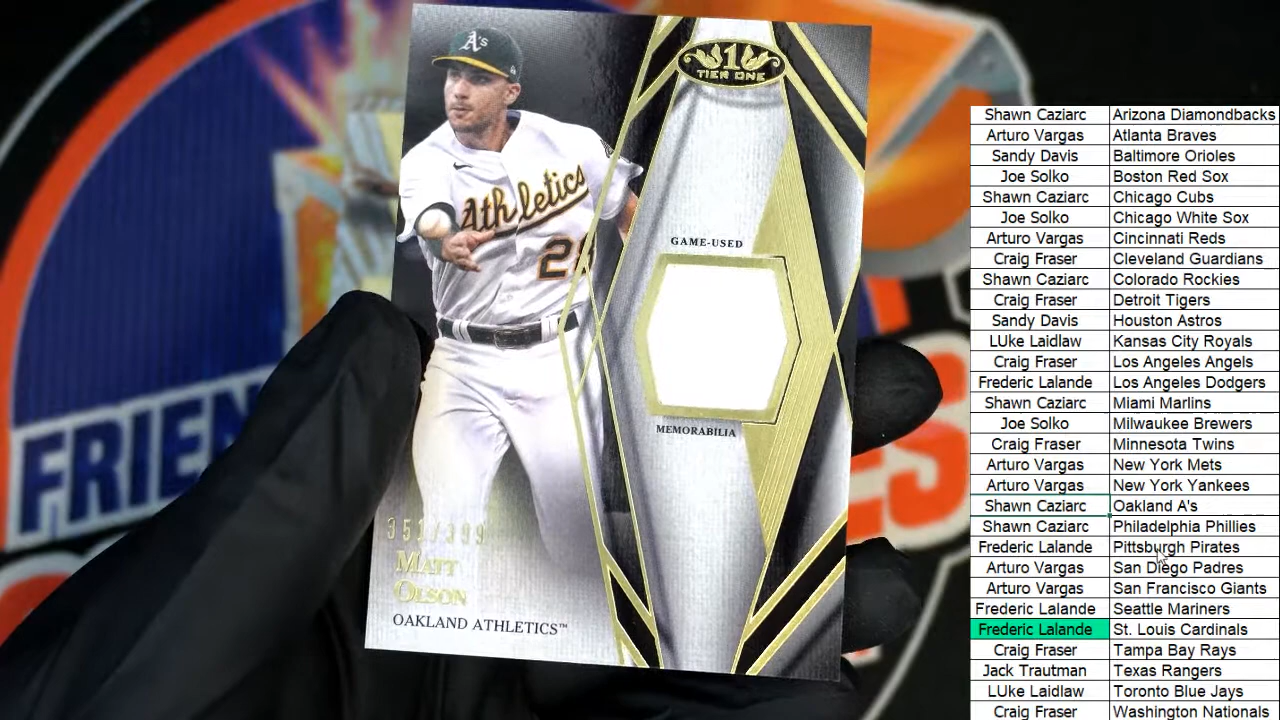 A's
1
TIER ONE
Athletics
2
GAME-USED
MEMORABILIA
351/399
MATT
OLSON
OAKLAND ATHLETICS™
FRIEN
ES
Shawn Caziarc Arizona Diamondbacks
Arturo Vargas Atlanta Braves
Sandy Davis Baltimore Orioles
Joe Solko Boston Red Sox
Shawn Caziarc Chicago Cubs
Joe Solko Chicago White Sox
Arturo Vargas Cincinnati Reds
Craig Fraser Cleveland Guardians
Shawn Caziarc Colorado Rockies
Craig Fraser Detroit Tigers
Sandy Davis Houston Astros
LUke Laidlaw Kansas City Royals
Craig Fraser Los Angeles Angels
Frederic Lalande Los Angeles Dodgers
Shawn Caziarc Miami Marlins
Joe Solko Milwaukee Brewers
Craig Fraser Minnesota Twins
Arturo Vargas New York Mets
Arturo Vargas New York Yankees
Shawn Caziarc Oakland A's
Shawn Caziarc Philadelphia Phillies
Frederic Lalande Pittsburgh Pirates
Arturo Vargas San Diego Padres
Arturo Vargas San Francisco Giants
Frederic Lalande Seattle Mariners
Frederic Lalande St. Louis Cardinals
Craig Fraser Tampa Bay Rays
Jack Trautman Texas Rangers
LUke Laidlaw Toronto Blue Jays
Craig Fraser Washington Nationals